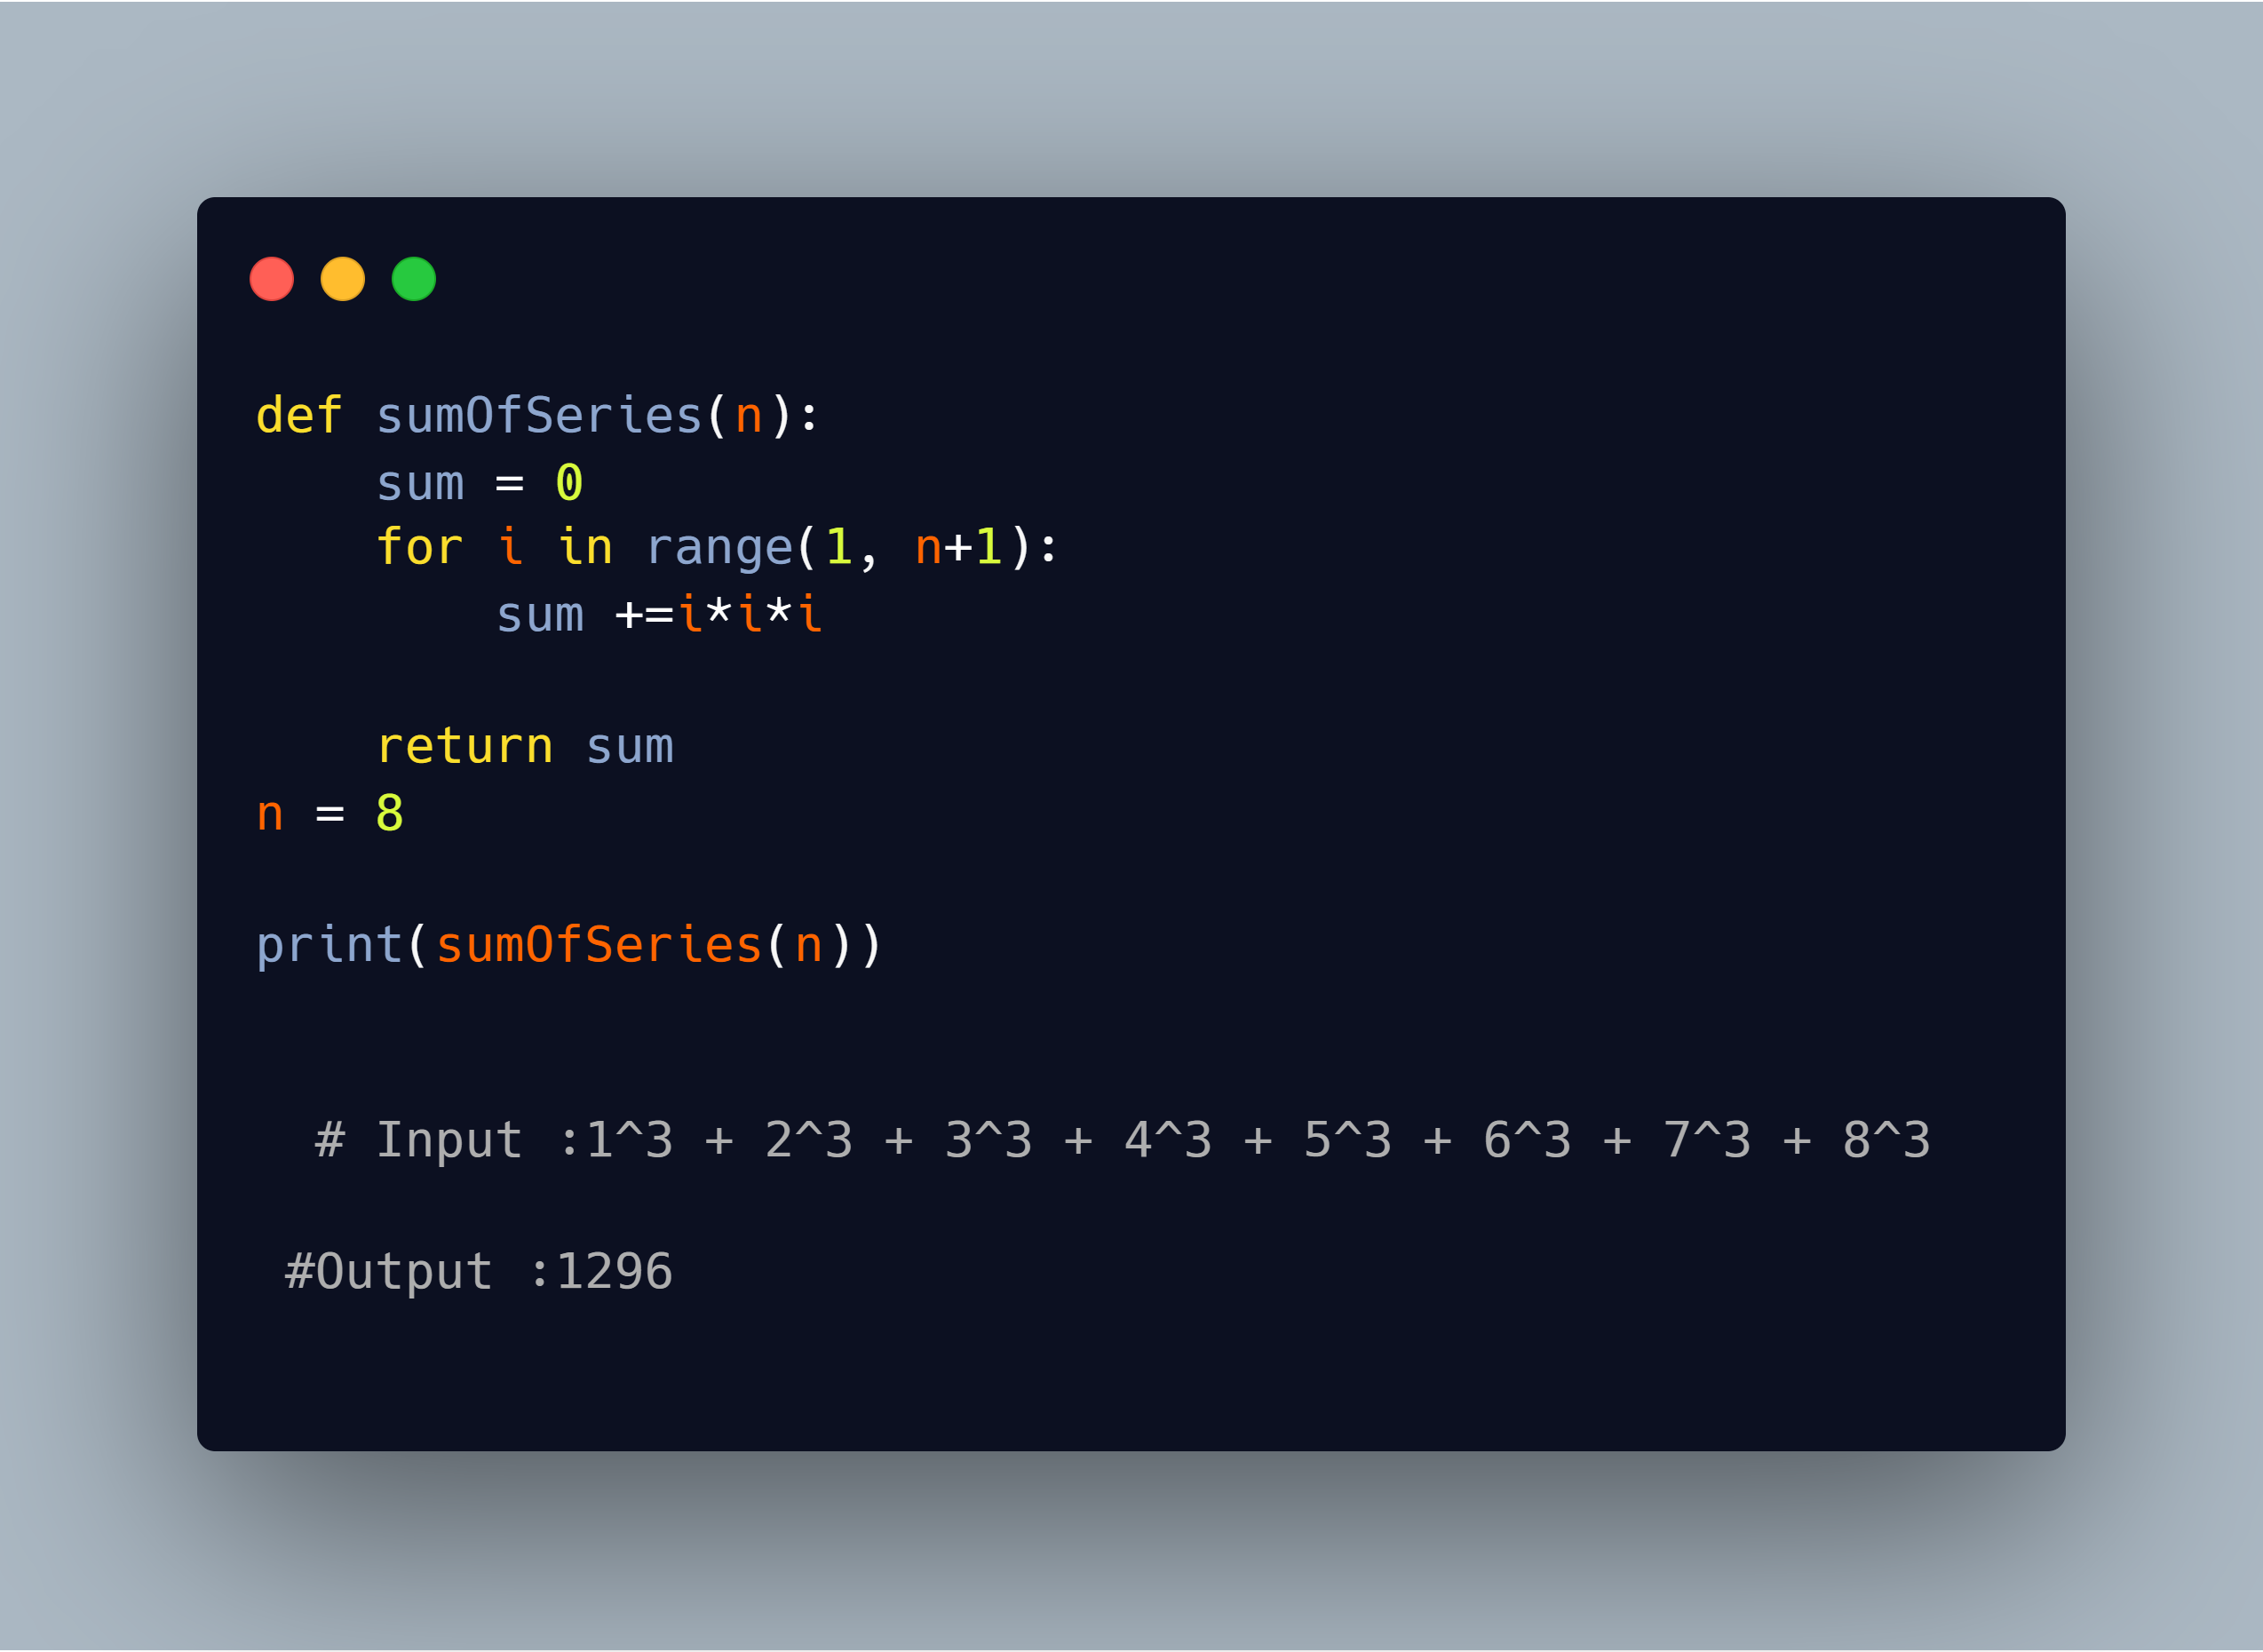 def sumOfSeries(n):
    sum = 0
    for i in range(1, n+1):
        sum +=i*i*i
    return sum
n = 8
print(sumOfSeries(n))
  # Input :1^3 + 2^3 + 3^3 + 4^3 + 5^3 + 6^3 + 7^3 + 8^3
 #Output :1296